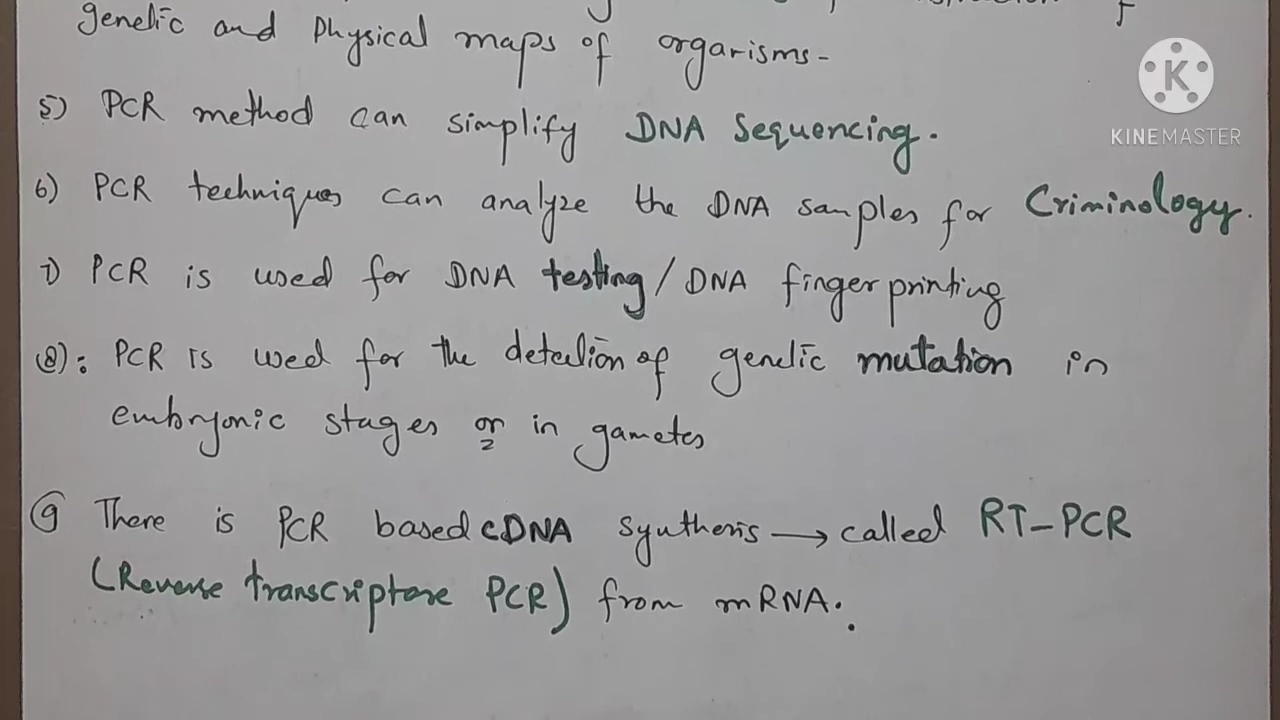 genetic and Physical maps of organisms-
5) PCR method can simplify DNA Sequencing.
6) PCR techniques can analyze the DNA samples for Criminology.
7) PCR is used for DNA testing / DNA fingerprinting
(8): PCR is used for the detection of genetic mutation in
embryonic stages or in gametes
9 There is PCR based cDNA synthesis → called RT-PCR
(Reverse transcriptase PCR) from mRNA.
K
KINEMASTER